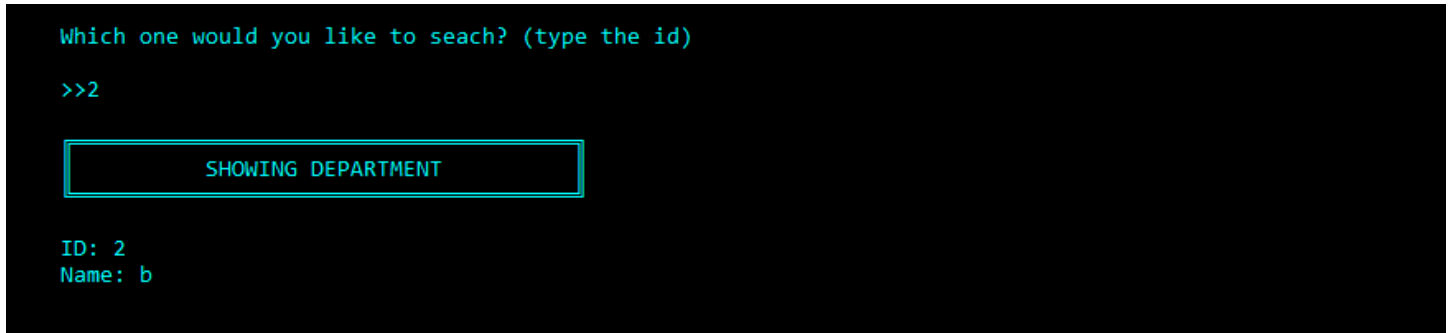 Which one would you like to seach? (type the id)
>>2
SHOWING DEPARTMENT
ID: 2
Name: b